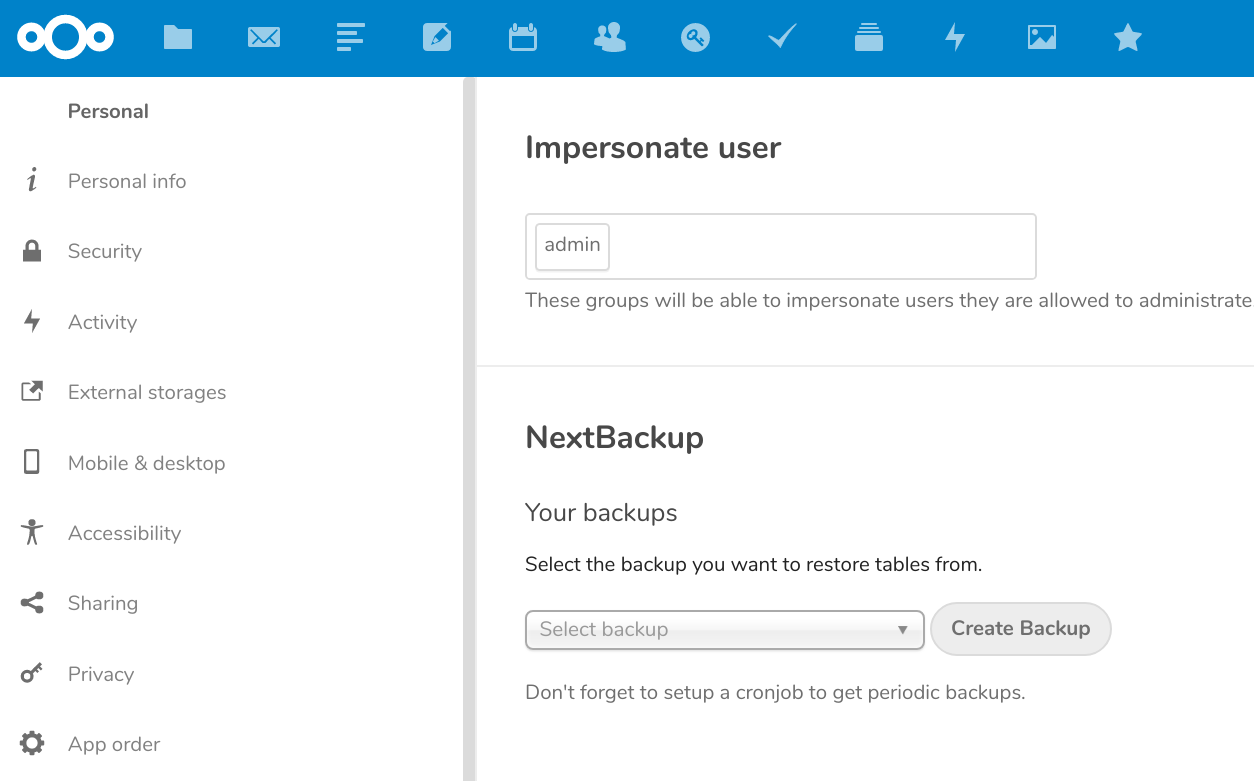 Personal
Personal info
Security
Activity
External storages
Mobile & desktop
Accessibility
Sharing
Privacy
App order
Impersonate user
admin
These groups will be able to impersonate users they are allowed to administrate.
NextBackup
Your backups
Select the backup you want to restore tables from.
Select backup
Create Backup
Don't forget to setup a cronjob to get periodic backups.